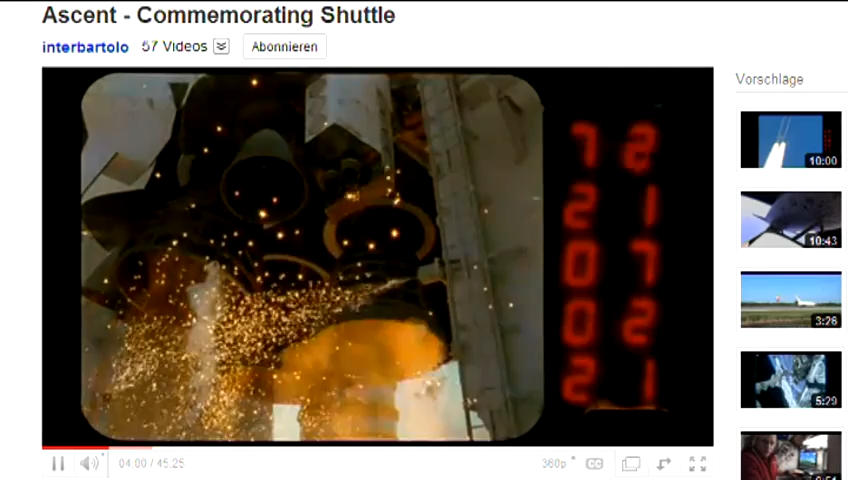 Ascent - Commemorating Shuttle
interbartolo 57 Videos Abonnieren
Vorschläge
10:00
10:43
3:26
5:29
04:00 / 45:25
360p